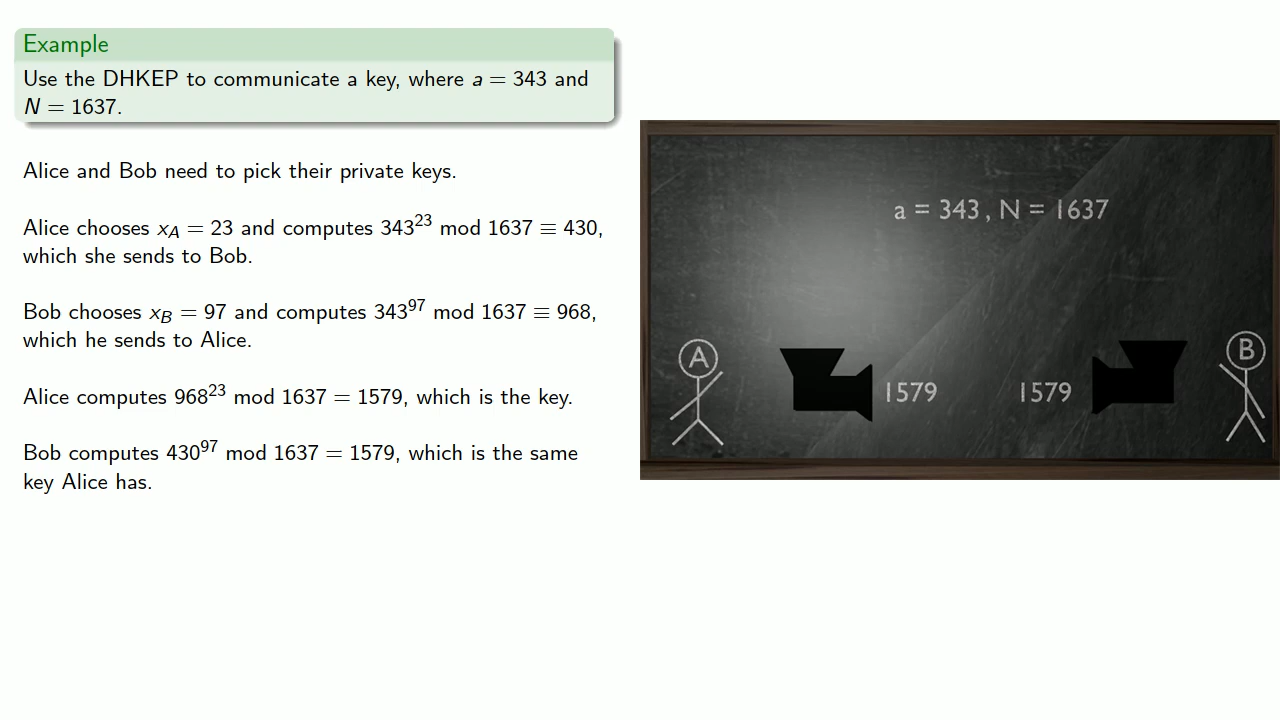 Example
Use the DHKEP to communicate a key, where a = 343 and
N = 1637.
Alice and Bob need to pick their private keys.
Alice chooses x_A = 23 and computes 343^23 mod 1637 ≡ 430,
which she sends to Bob.
Bob chooses x_B = 97 and computes 343^97 mod 1637 ≡ 968,
which he sends to Alice.
Alice computes 968^23 mod 1637 = 1579, which is the key.
Bob computes 430^97 mod 1637 = 1579, which is the same
key Alice has.
a = 343 , N = 1637
A
B
1579
1579